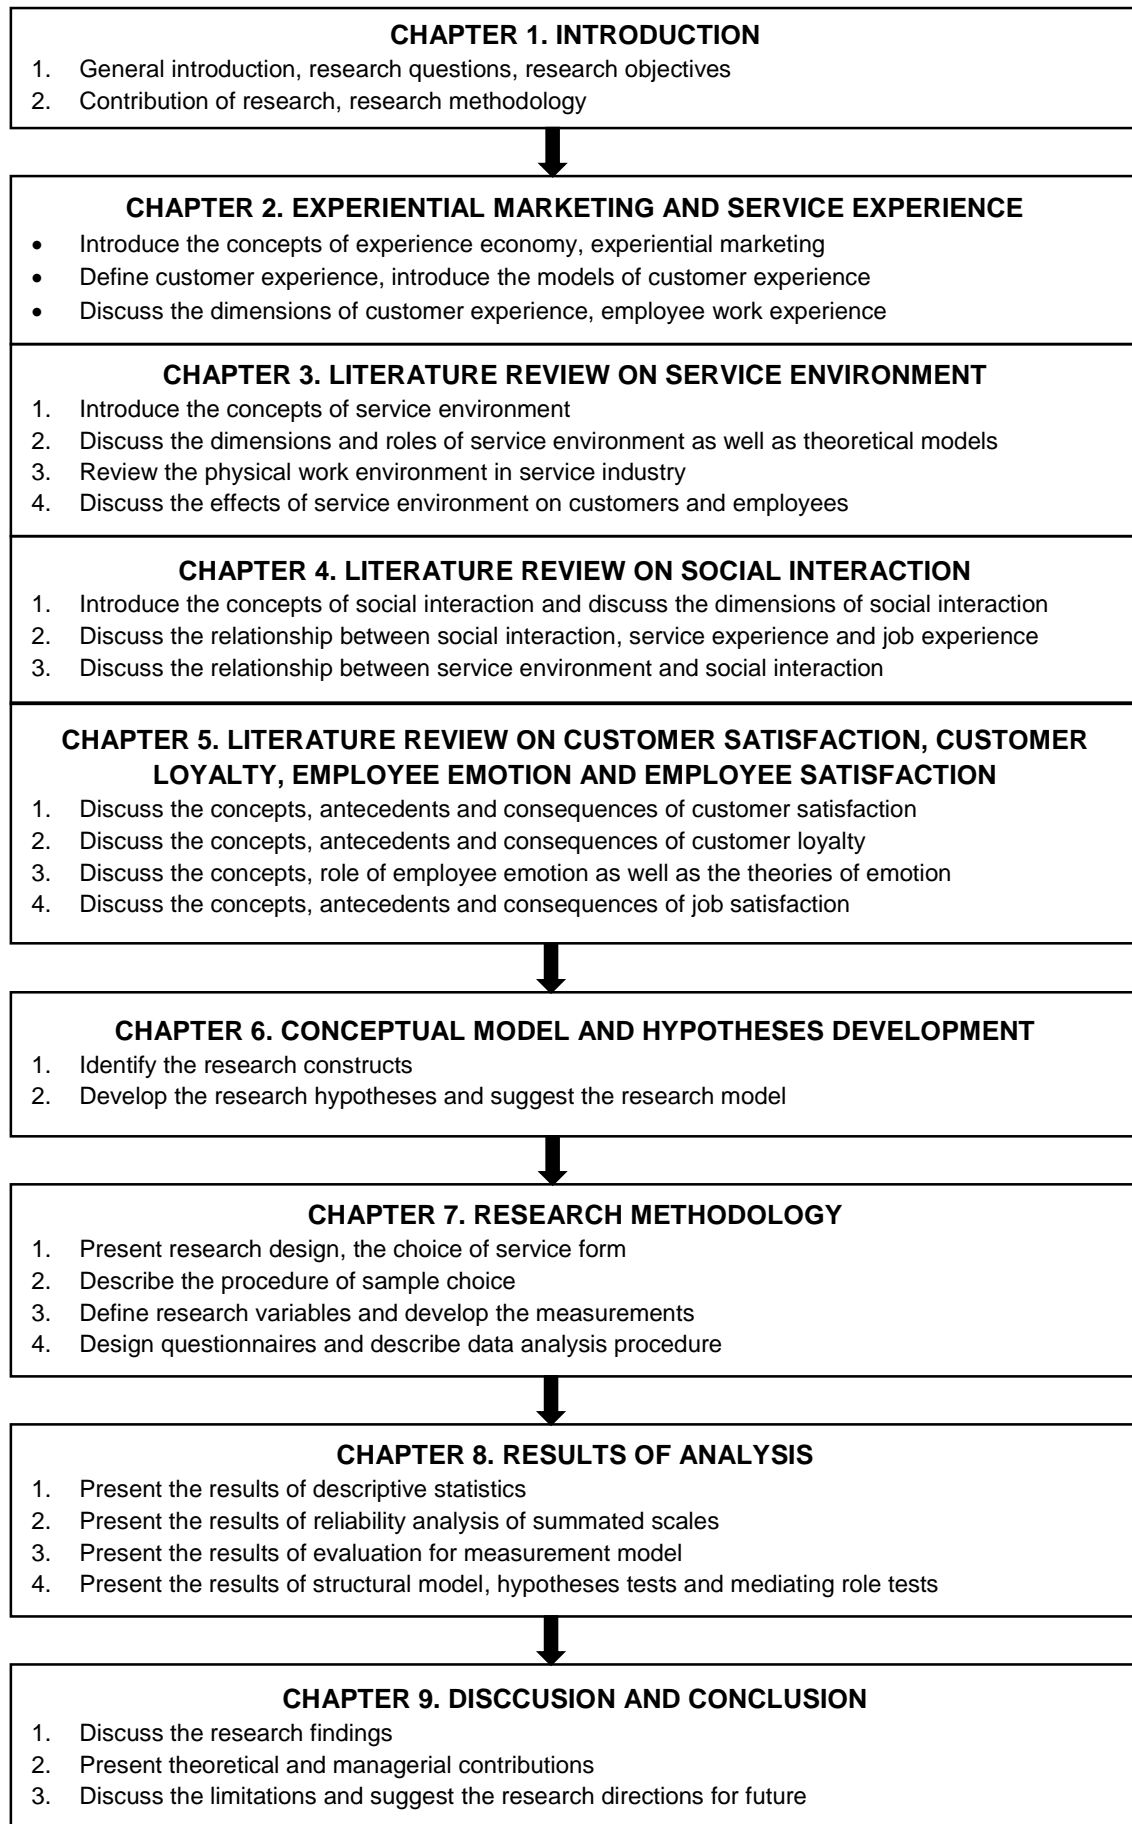 CHAPTER 1. INTRODUCTION
1. General introduction, research questions, research objectives
2. Contribution of research, research methodology
CHAPTER 2. EXPERIENTIAL MARKETING AND SERVICE EXPERIENCE
• Introduce the concepts of experience economy, experiential marketing
• Define customer experience, introduce the models of customer experience
• Discuss the dimensions of customer experience, employee work experience
CHAPTER 3. LITERATURE REVIEW ON SERVICE ENVIRONMENT
1. Introduce the concepts of service environment
2. Discuss the dimensions and roles of service environment as well as theoretical models
3. Review the physical work environment in service industry
4. Discuss the effects of service environment on customers and employees
CHAPTER 4. LITERATURE REVIEW ON SOCIAL INTERACTION
1. Introduce the concepts of social interaction and discuss the dimensions of social interaction
2. Discuss the relationship between social interaction, service experience and job experience
3. Discuss the relationship between service environment and social interaction
CHAPTER 5. LITERATURE REVIEW ON CUSTOMER SATISFACTION, CUSTOMER
LOYALTY, EMPLOYEE EMOTION AND EMPLOYEE SATISFACTION
1. Discuss the concepts, antecedents and consequences of customer satisfaction
2. Discuss the concepts, antecedents and consequences of customer loyalty
3. Discuss the concepts, role of employee emotion as well as the theories of emotion
4. Discuss the concepts, antecedents and consequences of job satisfaction
CHAPTER 6. CONCEPTUAL MODEL AND HYPOTHESES DEVELOPMENT
1. Identify the research constructs
2. Develop the research hypotheses and suggest the research model
CHAPTER 7. RESEARCH METHODOLOGY
1. Present research design, the choice of service form
2. Describe the procedure of sample choice
3. Define research variables and develop the measurements
4. Design questionnaires and describe data analysis procedure
CHAPTER 8. RESULTS OF ANALYSIS
1. Present the results of descriptive statistics
2. Present the results of reliability analysis of summated scales
3. Present the results of evaluation for measurement model
4. Present the results of structural model, hypotheses tests and mediating role tests
CHAPTER 9. DISCCUSION AND CONCLUSION
1. Discuss the research findings
2. Present theoretical and managerial contributions
3. Discuss the limitations and suggest the research directions for future